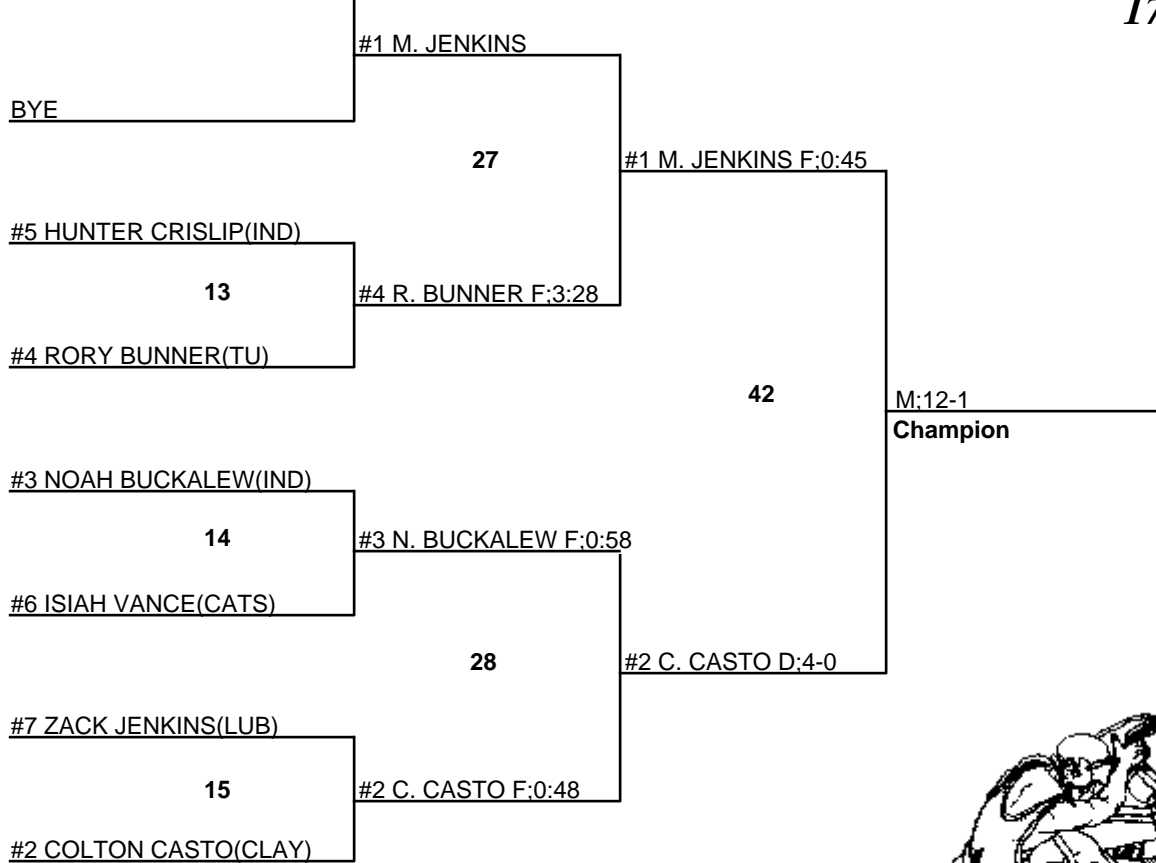 17
#1 M. JENKINS
BYE
27
#1 M. JENKINS F;0:45
#5 HUNTER CRISLIP(IND)
13
#4 R. BUNNER F;3:28
#4 RORY BUNNER(TU)
42
M;12-1
Champion
#3 NOAH BUCKALEW(IND)
14
#3 N. BUCKALEW F;0:58
#6 ISIAH VANCE(CATS)
28
#2 C. CASTO D;4-0
#7 ZACK JENKINS(LUB)
15
#2 C. CASTO F;0:48
#2 COLTON CASTO(CLAY)